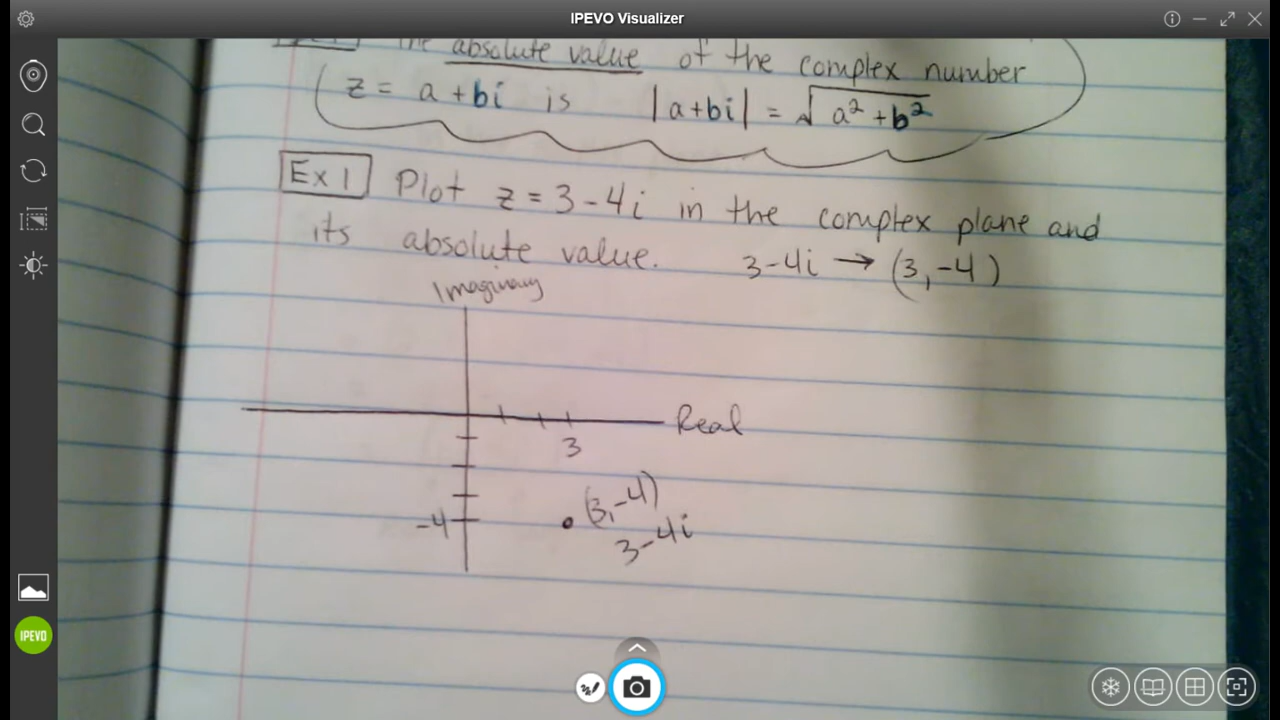 IPEVO Visualizer
the absolute value of the complex number
z = a + bi is |a+bi| = √a² + b²
Ex 1 Plot z = 3 - 4i in the complex plane and
its absolute value. 3-4i → (3, -4)
Imaginary
Real
3
(3, -4)
-4
3-4i
IPEVO